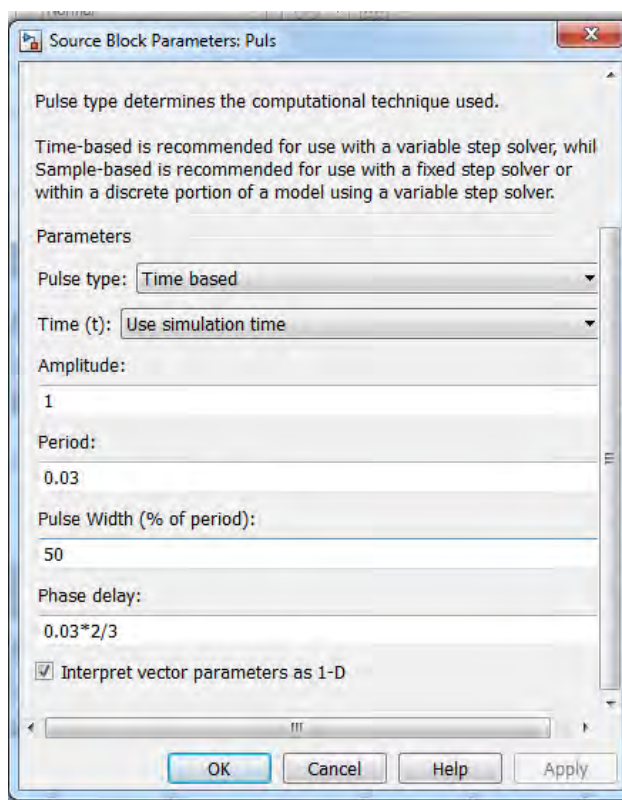 Normal
Source Block Parameters: Puls
Pulse type determines the computational technique used.
Time-based is recommended for use with a variable step solver, whil
Sample-based is recommended for use with a fixed step solver or
within a discrete portion of a model using a variable step solver.
Parameters
Pulse type: Time based
Time (t): Use simulation time
Amplitude:
1
Period:
0.03
Pulse Width (% of period):
50
Phase delay:
0.03*2/3
Interpret vector parameters as 1-D
OK Cancel Help Apply